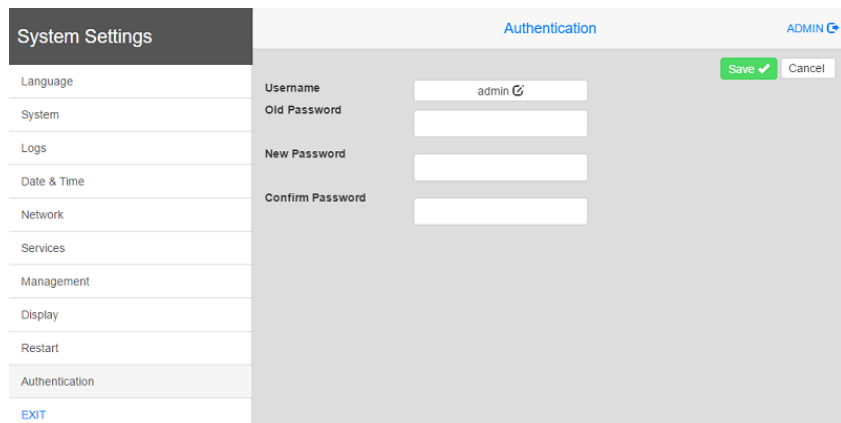 System Settings
Language
System
Logs
Date & Time
Network
Services
Management
Display
Restart
Authentication
EXIT
Authentication
ADMIN
Save
Cancel
Username
admin
Old Password
New Password
Confirm Password